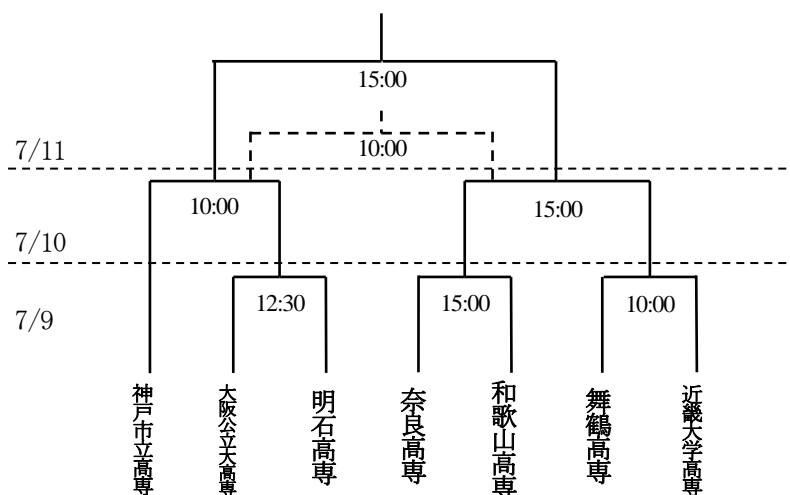 15:00
7/11
10:00
10:00
15:00
7/10
12:30
15:00
10:00
7/9
神戸市立高専
大阪公立大高専
明石高専
奈良高専
和歌山高専
舞鶴高専
近畿大学高専